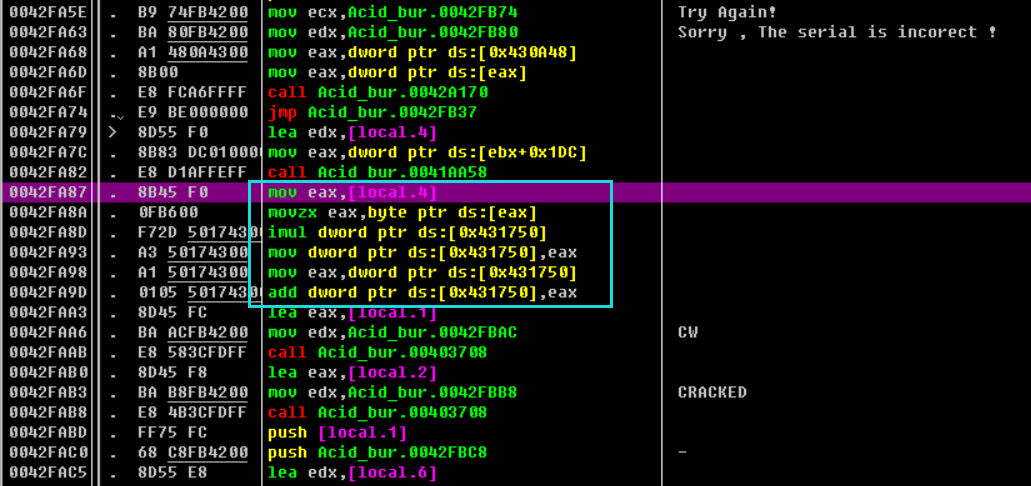 0042FA5E . B9 74FB4200 mov ecx,Acid_bur.0042FB74 Try Again!
0042FA63 . BA 80FB4200 mov edx,Acid_bur.0042FB80 Sorry , The serial is incorect !
0042FA68 . A1 480A4300 mov eax,dword ptr ds:[0x430A48]
0042FA6D . 8B00 mov eax,dword ptr ds:[eax]
0042FA6F . E8 FCA6FFFF call Acid_bur.0042A170
0042FA74 . E9 BE000000 jmp Acid_bur.0042FB37
0042FA79 > 8D55 F0 lea edx,[local.4]
0042FA7C . 8B83 DC01000 mov eax,dword ptr ds:[ebx+0x1DC]
0042FA82 . E8 D1AFFEFF call Acid_bur.0041AA58
0042FA87 . 8B45 F0 mov eax,[local.4]
0042FA8A . 0FB600 movzx eax,byte ptr ds:[eax]
0042FA8D . F72D 50174300 imul dword ptr ds:[0x431750]
0042FA93 . A3 50174300 mov dword ptr ds:[0x431750],eax
0042FA98 . A1 50174300 mov eax,dword ptr ds:[0x431750]
0042FA9D . 0105 50174300 add dword ptr ds:[0x431750],eax
0042FAA3 . 8D45 FC lea eax,[local.1]
0042FAA6 . BA ACFB4200 mov edx,Acid_bur.0042FBAC CW
0042FAAB . E8 583CFDFF call Acid_bur.00403708
0042FAB0 . 8D45 F8 lea eax,[local.2]
0042FAB3 . BA B8FB4200 mov edx,Acid_bur.0042FBB8 CRACKED
0042FAB8 . E8 4B3CFDFF call Acid_bur.00403708
0042FABD . FF75 FC push [local.1]
0042FAC0 . 68 C8FB4200 push Acid_bur.0042FBC8 -
0042FAC5 . 8D55 E8 lea edx,[local.6]